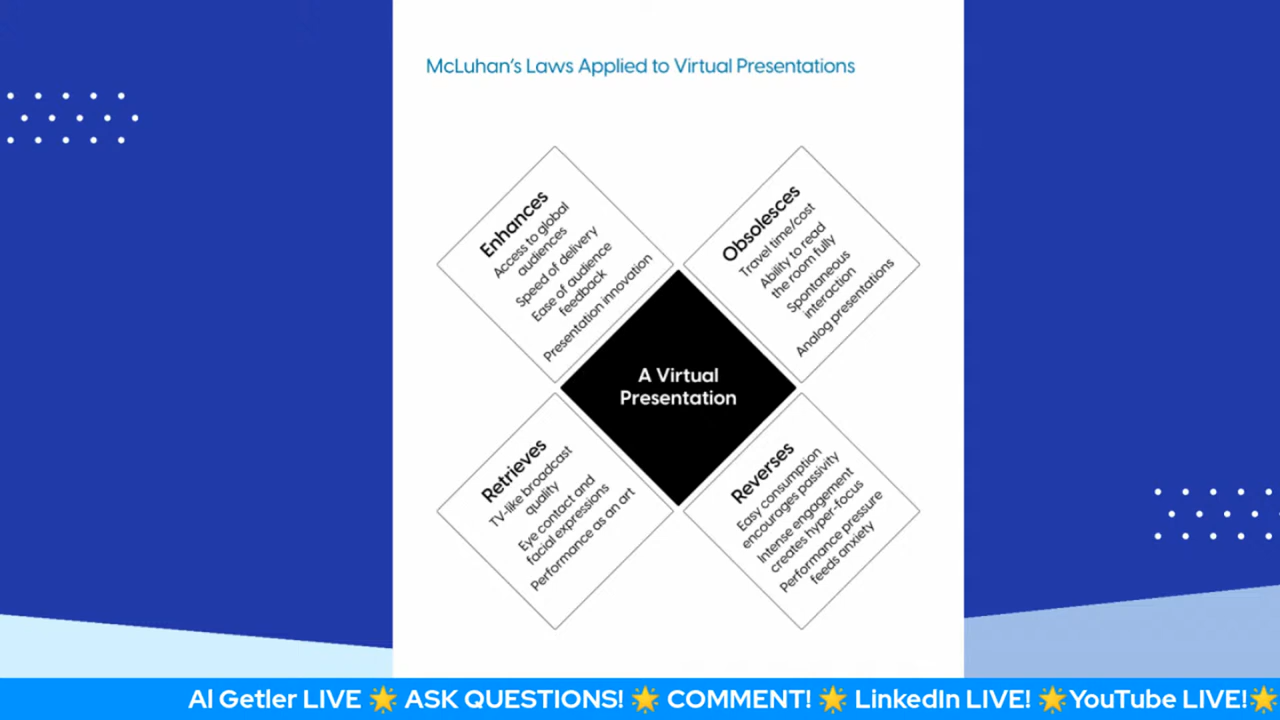 McLuhan's Laws Applied to Virtual Presentations
Enhances
Access to global
audiences
Speed of delivery
Ease of audience
feedback
Presentation innovation
Obsolesces
Travel time/cost
Ability to read
the room fully
Spontaneous
interaction
Analog presentations
A Virtual
Presentation
Retrieves
TV-like broadcast
quality
Eye contact and
facial expressions
Performance as an art
Reverses
Easy consumption
encourages passivity
Intense engagement
creates hyper-focus
Performance pressure
feeds anxiety
Al Getler LIVE 🌟 ASK QUESTIONS! 🌟 COMMENT! 🌟 LinkedIn LIVE! 🌟YouTube LIVE!🌟